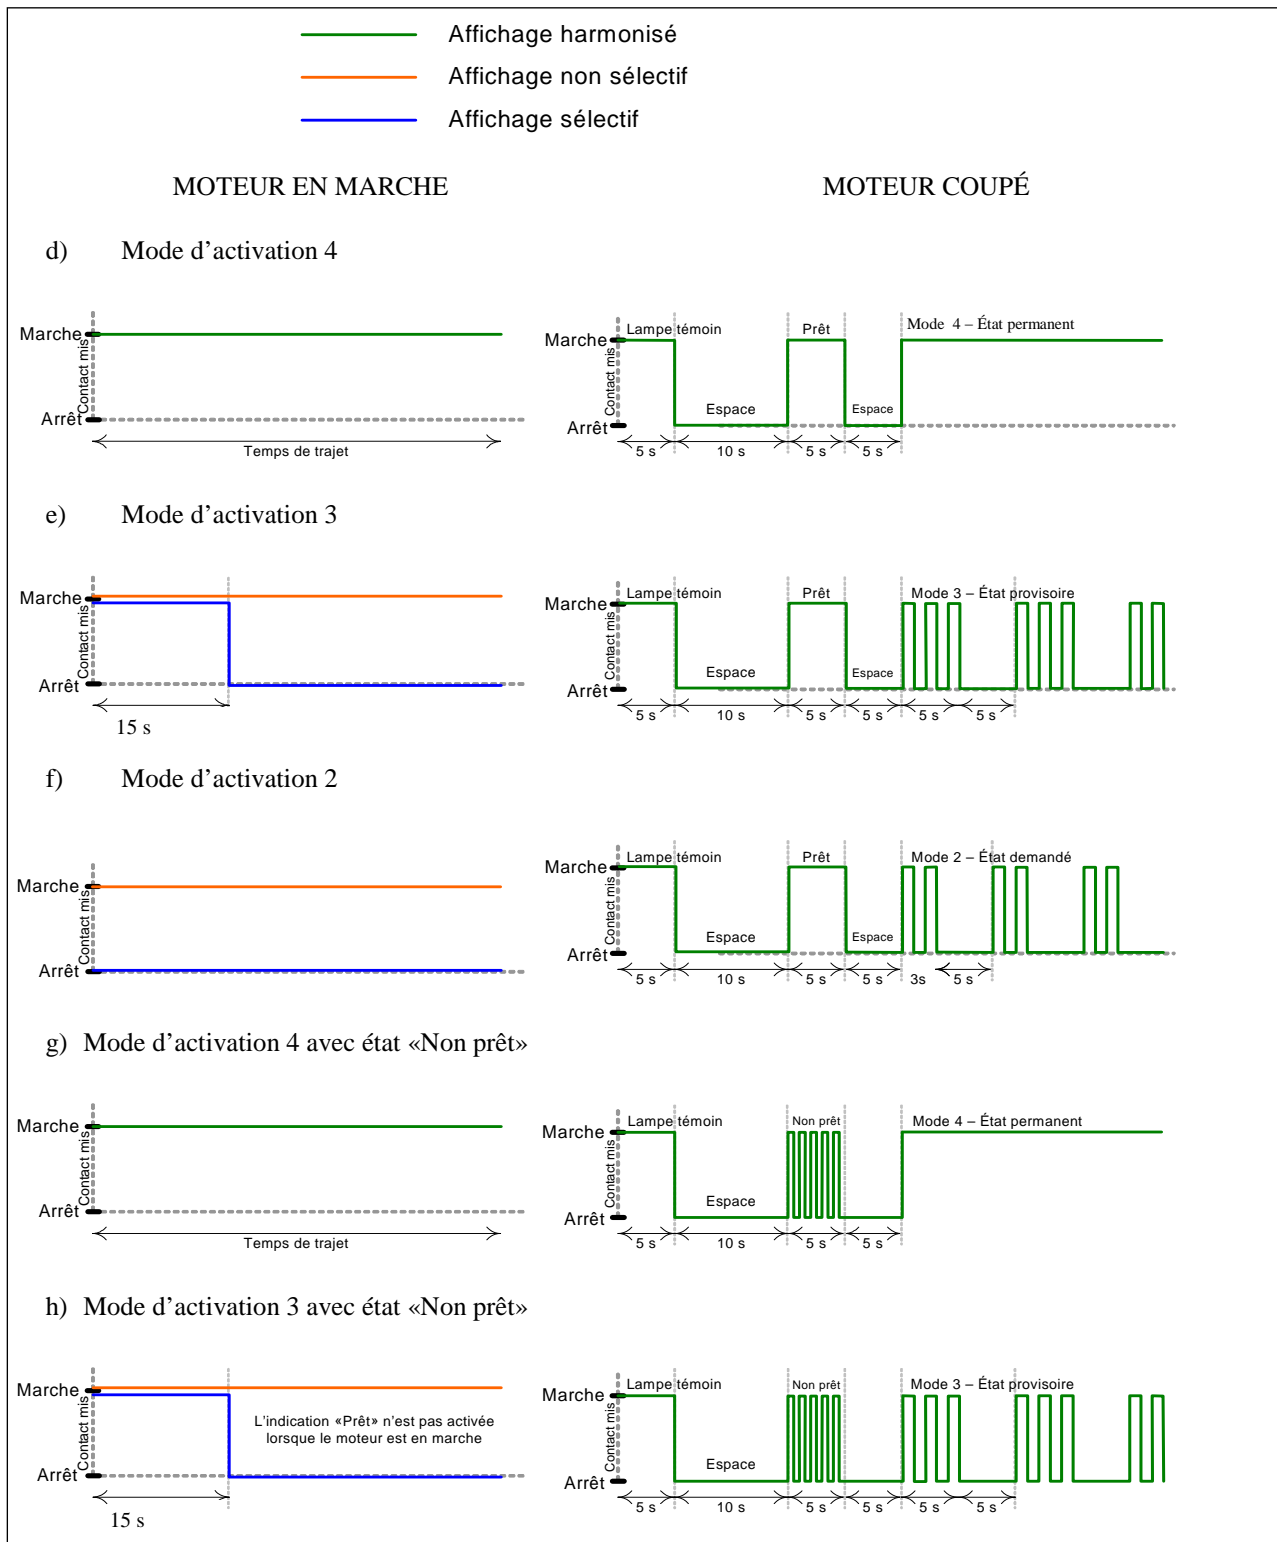 Affichage harmonisé
Affichage non sélectif
Affichage sélectif
MOTEUR EN MARCHE
MOTEUR COUPÉ
d) Mode d'activation 4
Marche
Contact mis
Arrêt
Temps de trajet
Marche
Contact mis
Arrêt
Lampe témoin
Prêt
Mode 4 – État permanent
Espace
Espace
5 s
10 s
5 s
5 s
e) Mode d'activation 3
Marche
Contact mis
Arrêt
15 s
Marche
Contact mis
Arrêt
Lampe témoin
Prêt
Mode 3 – État provisoire
Espace
Espace
5 s
10 s
5 s
5 s
5 s
5 s
f) Mode d'activation 2
Marche
Contact mis
Arrêt
Marche
Contact mis
Arrêt
Lampe témoin
Prêt
Mode 2 – État demandé
Espace
Espace
5 s
10 s
5 s
5 s
3s
5 s
g) Mode d'activation 4 avec état «Non prêt»
Marche
Contact mis
Arrêt
Temps de trajet
Marche
Contact mis
Arrêt
Lampe témoin
Non prêt
Mode 4 – État permanent
Espace
5 s
10 s
5 s
5 s
h) Mode d'activation 3 avec état «Non prêt»
Marche
Contact mis
Arrêt
L'indication «Prêt» n'est pas activée
lorsque le moteur est en marche
15 s
Marche
Contact mis
Arrêt
Lampe témoin
Non prêt
Mode 3 – État provisoire
Espace
5 s
10 s
5 s
5 s
5 s
5 s